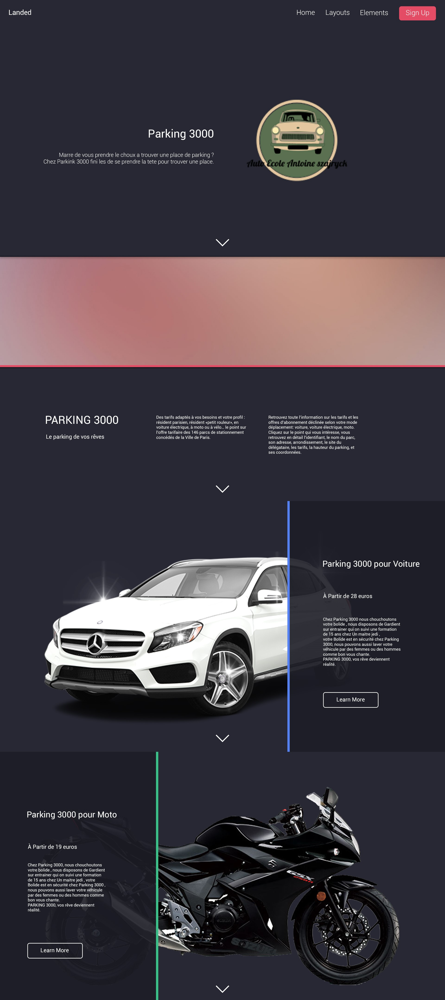 Landed
Home
Layouts
Elements
Sign Up
Parking 3000
Marre de vous prendre le choux a trouver une place de parking ?
Chez Parkink 3000 fini les de se prendre la tete pour trouver une place.
Auto Ecole Antoine szajryck
PARKING 3000
Le parking de vos rêves
Des tarifs adaptés à vos besoins et votre profil :
résident parisien, résident «petit rouleur», en
voiture électrique, à moto ou à vélo... le point sur
l'offre tarifaire des 146 parcs de stationnement
concédés de la Ville de Paris.
Retrouvez toute l'information sur les tarifs et les
offres d'abonnement déclinée selon votre mode
déplacement: voiture, voiture électrique, moto.
Cliquez sur le point qui vous intéresse, vous
retrouvez en détail l'identifiant, le nom du parc,
son adresse, arrondissement, le site du
délégataire, les tarifs, la hauteur du parking, et
ses coordonnées.
Parking 3000 pour Voiture
À Partir de 28 euros
Chez Parking 3000 nous chouchoutons
votre bolide , nous disposons de Gardient
sur entrainer qui on suivi une formation
de 15 ans chez Un maitre jedi ,
votre Bolide est en sécurité chez Parking
3000, nous pouvons aussi laver votre
véhicule par des femmes ou des hommes
comme bon vous chante.
PARKING 3000, vos rêve deviennent
réalité.
Learn More
Parking 3000 pour Moto
À Partir de 19 euros
Chez Parking 3000, nous chouchoutons
votre bolide , nous disposons de Gardient
sur entrainer qui on suivi une formation
de 15 ans chez Un maitre jedi , votre
Bolide est en sécurité chez Parking 3000 ,
nous pouvons aussi laver votre véhicule
par des femmes ou des hommes comme
bon vous chante.
PARKING 3000, vos rêve deviennent
réalité.
Learn More
GSX
250R
SUZUKI